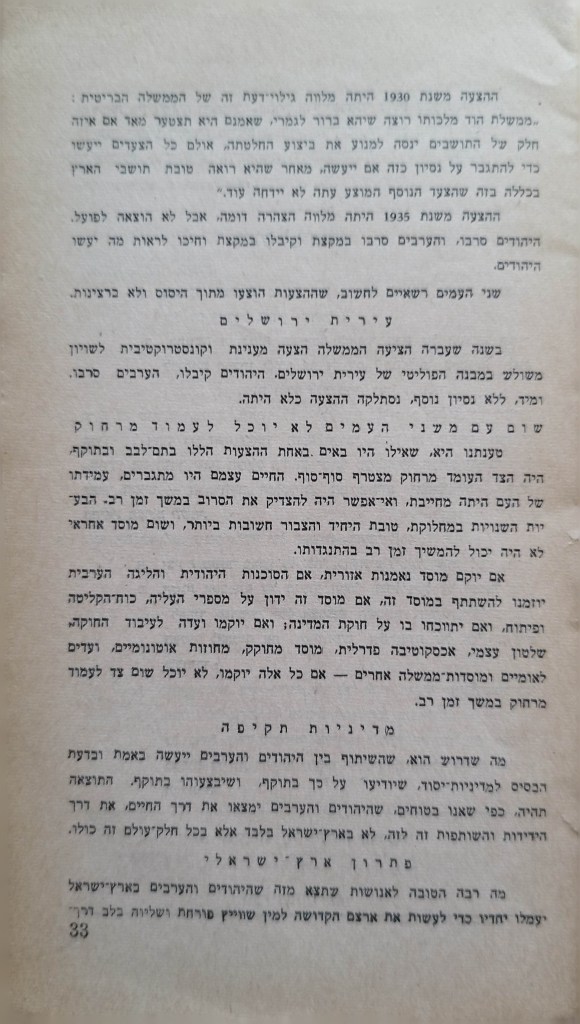 ההצעה משנת 1930 היתה מלווה גילוי־דעת זה של הממשלה הבריטית :
„ממשלת הוד מלכותו רוצה שיהא ברור לגמרי, שאמנם היא תצטער מאד אם איזה
חלק של התושבים ינסה למנוע את ביצוע החלטתה, אולם כל הצעדים ייעשו
כדי להתגבר על נסיון כזה אם ייעשה, מאחר שהיא רואה טובת תושבי הארץ
בכללה בזה שהצעד הנוסף המוצע עתה לא יידחה עוד."
ההצעה משנת 1935 היתה מלווה הצהרה דומה, אבל לא הוצאה לפועל.
היהודים סרבו, והערבים סרבו במקצת וקיבלו במקצת וחיכו לראות מה יעשו
היהודים.
שני העמים רשאיים לחשוב, שההצעות הוצעו מתוך היסוס ולא ברצינות.
עירית ירושלים
בשנה שעברה הציעה הממשלה הצעה מענינת וקונסטרוקטיבית לשויון
משולש במבנה הפוליטי של עירית ירושלים. היהודים קיבלו, הערבים סרבו.
ומיד, ללא נסיון נוסף, נסתלקה ההצעה כלא היתה.
שום עם משני העמים לא יוכל לעמוד מרחוק
טענתנו היא, שאילו היו באים באחת ההצעות הללו בתם־לבב ובתוקף,
היה הצד העומד מרחוק מצטרף סוף־סוף. החיים עצמם היו מתגברים, עמידתו
של העם היתה מחייבת, ואי־אפשר היה להצדיק את הסרוב במשך זמן רב. הבע־
יות השנויות במחלוקת, טובת היחיד והצבור חשובות ביותר, ושום מוסד אחראי
לא היה יכול להמשיך זמן רב בהתנגדותו.
אם יוקם מוסד נאמנות אזורית, אם הסוכנות היהודית והליגה הערבית
יוזמנו להשתתף במוסד זה, אם מוסד זה ידון על מספרי העליה, כוח־הקליטה
ופיתוח, ואם יתווכחו בו על חוקת המדינה; ואם יוקמו ועדה לעיבוד החוקה,
שלטון עצמי, אכסקוטיבה פדרלית, מוסד מחוקק, מחוזות אוטונומיים, ועדים
לאומיים ומוסדות־ממשלה אחרים — אם כל אלה יוקמו, לא יוכל שום צד לעמוד
מרחוק במשך זמן רב.
מדיניות תקיפה
מה שדרוש הוא, שהשיתוף בין היהודים והערבים ייעשה באמת ובדעת
הבסיס למדיניות־יסוד, שיודיעו על כך בתוקף, ושיבצעוהו בתוקף. התוצאה
תהיה, כפי שאנו בטוחים, שהיהודים והערבים ימצאו את דרך החיים, את דרך
הידידות והשותפות זה לזה, לא בארץ־ישראל בלבד אלא בכל חלק־עולם זה כולו.
פתרון ארץ־ישראלי
מה רבה הטובה לאנושות שתצא מזה שהיהודים והערבים בארץ־ישראל
יעמלו יחדיו כדי לעשות את ארצם הקדושה למין שווייץ פורחת ושליוה בלב דרך־
33